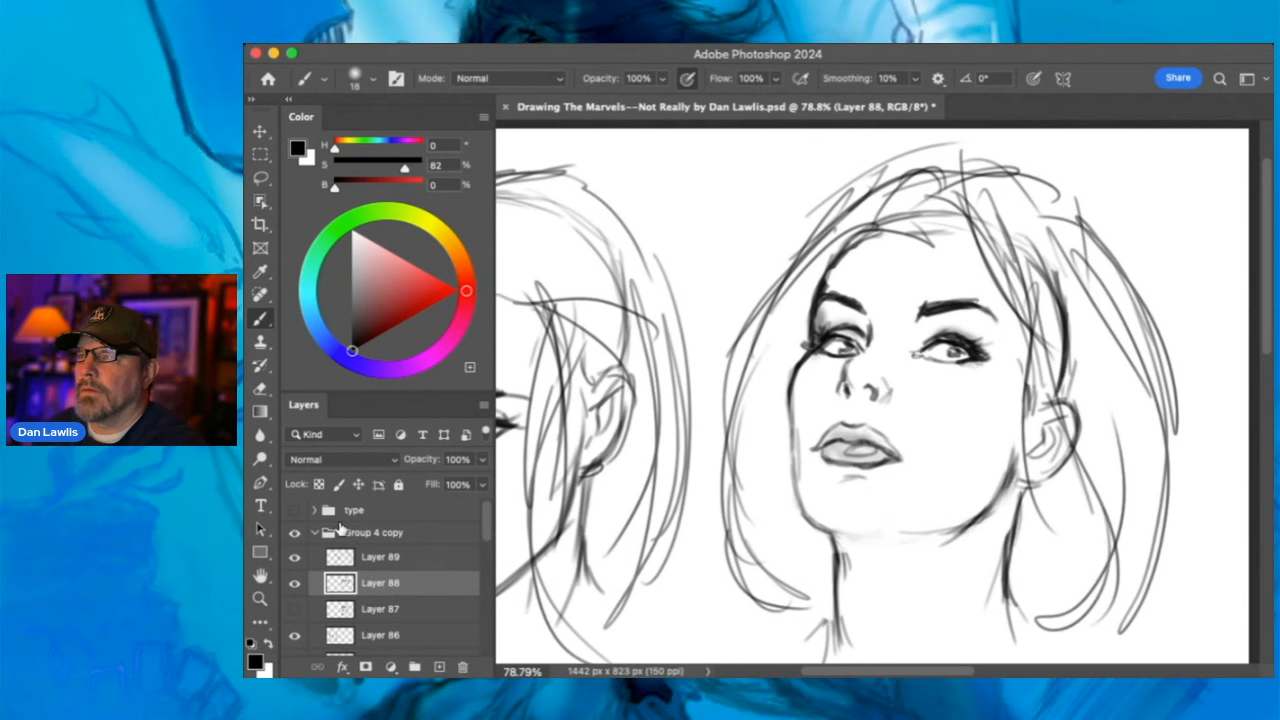 Adobe Photoshop 2024
18
Mode: Normal
Opacity: 100%
Flow: 100%
Smoothing: 10%
0°
Share
Color
× Drawing The Marvels--Not Really by Dan Lawlis.psd @ 78.8% (Layer 88, RGB/8*) *
H 0 °
S 82 %
B 0 %
Dan Lawlis
Layers
Kind
Normal Opacity: 100%
Lock: Fill: 100%
type
Group 4 copy
Layer 89
Layer 88
Layer 87
Layer 86
fx
78.79% 1442 px x 823 px (150 ppi)